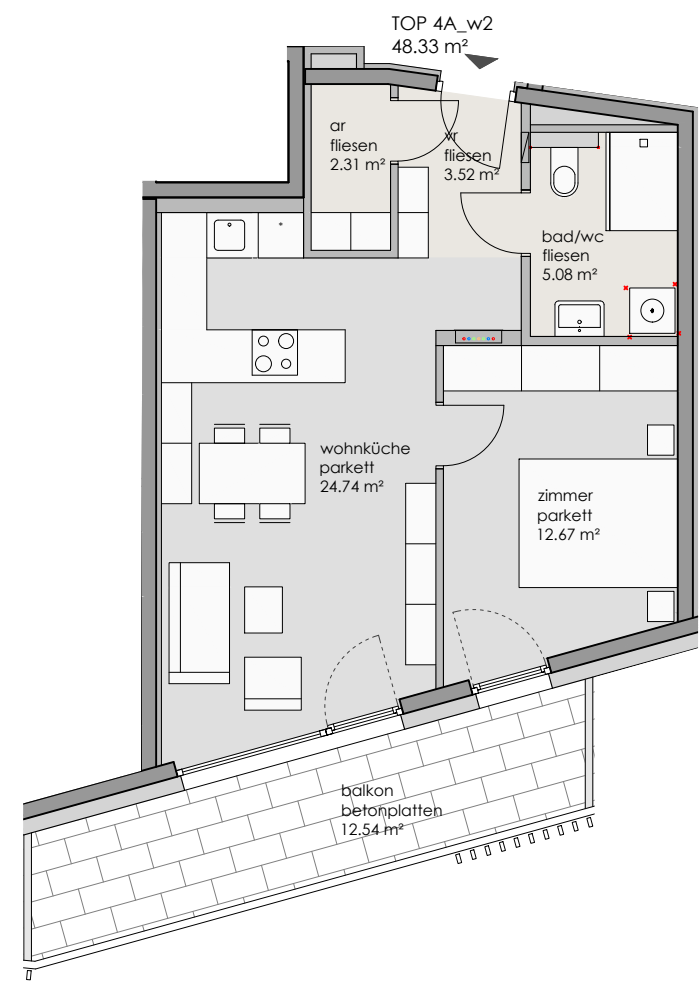 TOP 4A_w2
48.33 m²
ar
fliesen
2.31 m²
vr
fliesen
3.52 m²
bad/wc
fliesen
5.08 m²
wohnküche
parkett
24.74 m²
zimmer
parkett
12.67 m²
balkon
betonplatten
12.54 m²